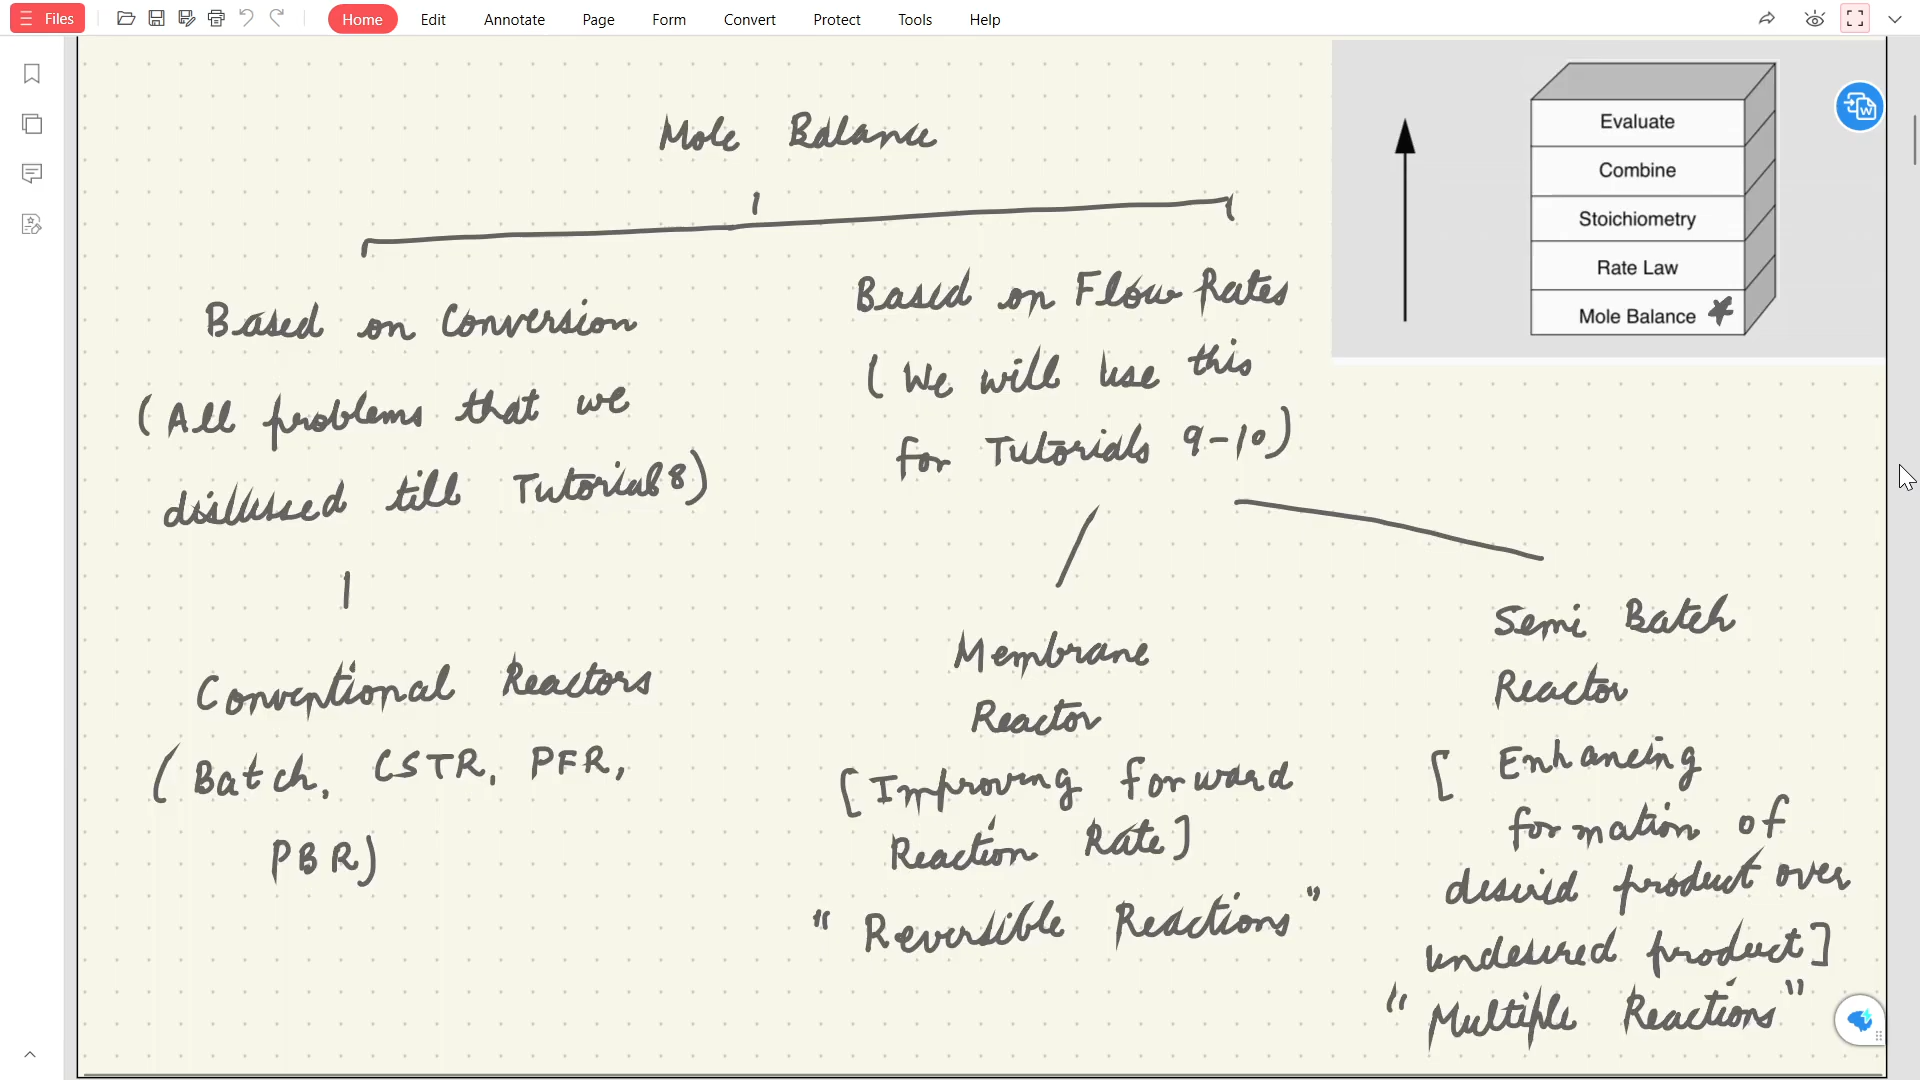 Files
Home Edit Annotate Page Form Convert Protect Tools Help
Mole Balance
Based on Conversion
(All problems that we
discussed till Tutorial 8)
Conventional Reactors
(Batch, CSTR, PFR,
PBR)
Based on Flow Rates
(We will use this
for Tutorials 9-10)
Membrane
Reactor
[Improving forward
Reaction Rate]
"Reversible Reactions"
Semi Batch
Reactor
[Enhancing
formation of
desired product over
undesired product]
"Multiple Reactions"
Evaluate
Combine
Stoichiometry
Rate Law
Mole Balance *
W